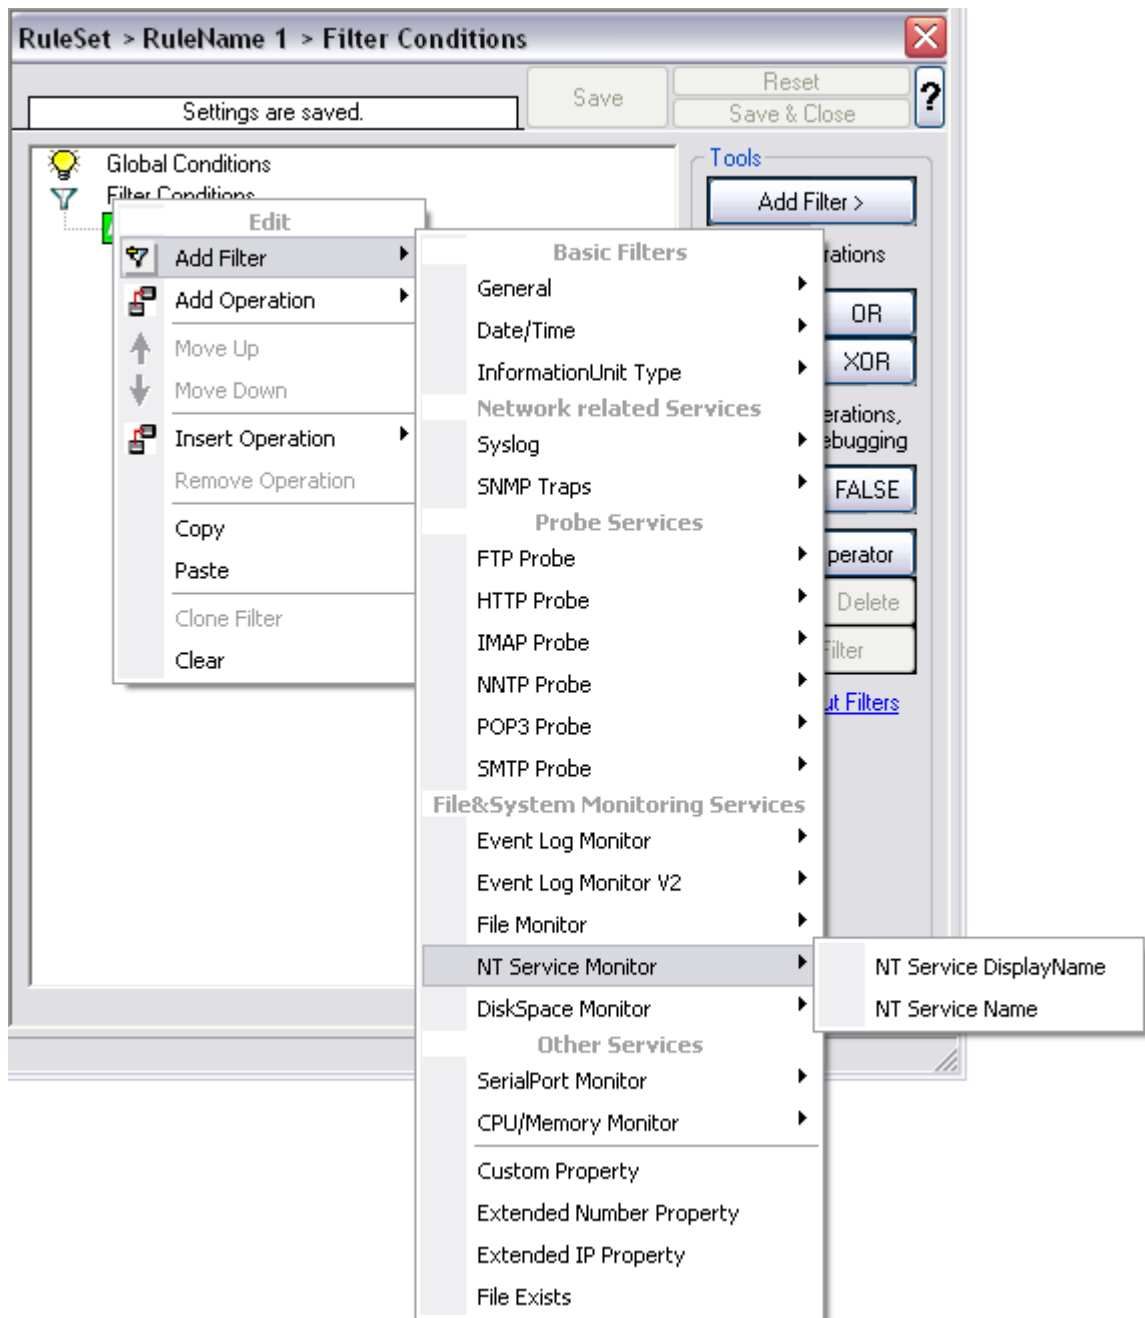 RuleSet > RuleName 1 > Filter Conditions
Settings are saved.
Save
Reset
Save & Close
?
Global Conditions
Filter Conditions
Tools
Add Filter >
OR
XOR
FALSE
Delete
Filters
Edit
Add Filter
Add Operation
Move Up
Move Down
Insert Operation
Remove Operation
Copy
Paste
Clone Filter
Clear
Basic Filters
General
Date/Time
InformationUnit Type
Network related Services
Syslog
SNMP Traps
Probe Services
FTP Probe
HTTP Probe
IMAP Probe
NNTP Probe
POP3 Probe
SMTP Probe
File&System Monitoring Services
Event Log Monitor
Event Log Monitor V2
File Monitor
NT Service Monitor
DiskSpace Monitor
Other Services
SerialPort Monitor
CPU/Memory Monitor
Custom Property
Extended Number Property
Extended IP Property
File Exists
NT Service DisplayName
NT Service Name